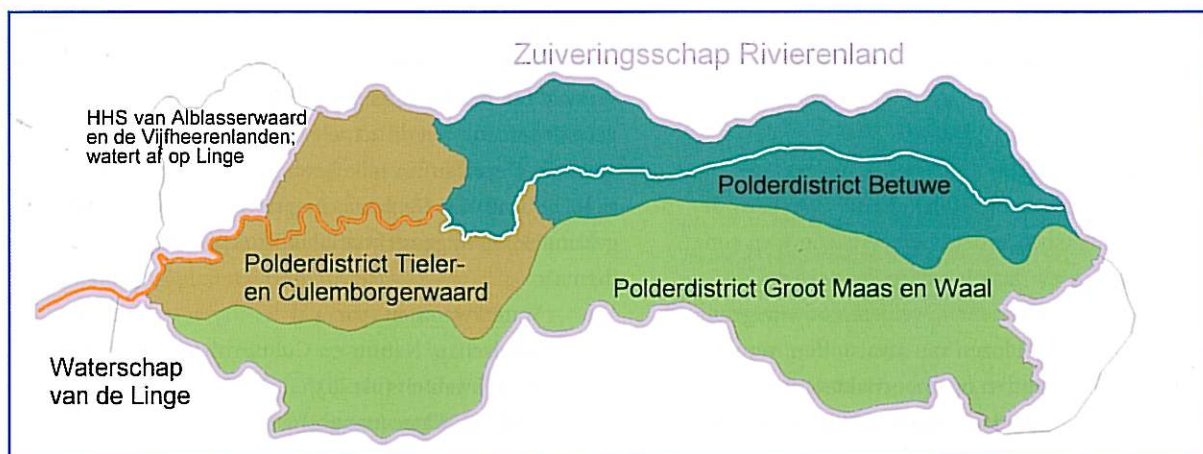 Zuiveringsschap Rivierenland
HHS van Alblasserwaard
en de Vijfheerenlanden;
watert af op Linge
Polderdistrict Betuwe
Polderdistrict Tieler-
en Culemborgerwaard
Polderdistrict Groot Maas en Waal
Waterschap
van de Linge